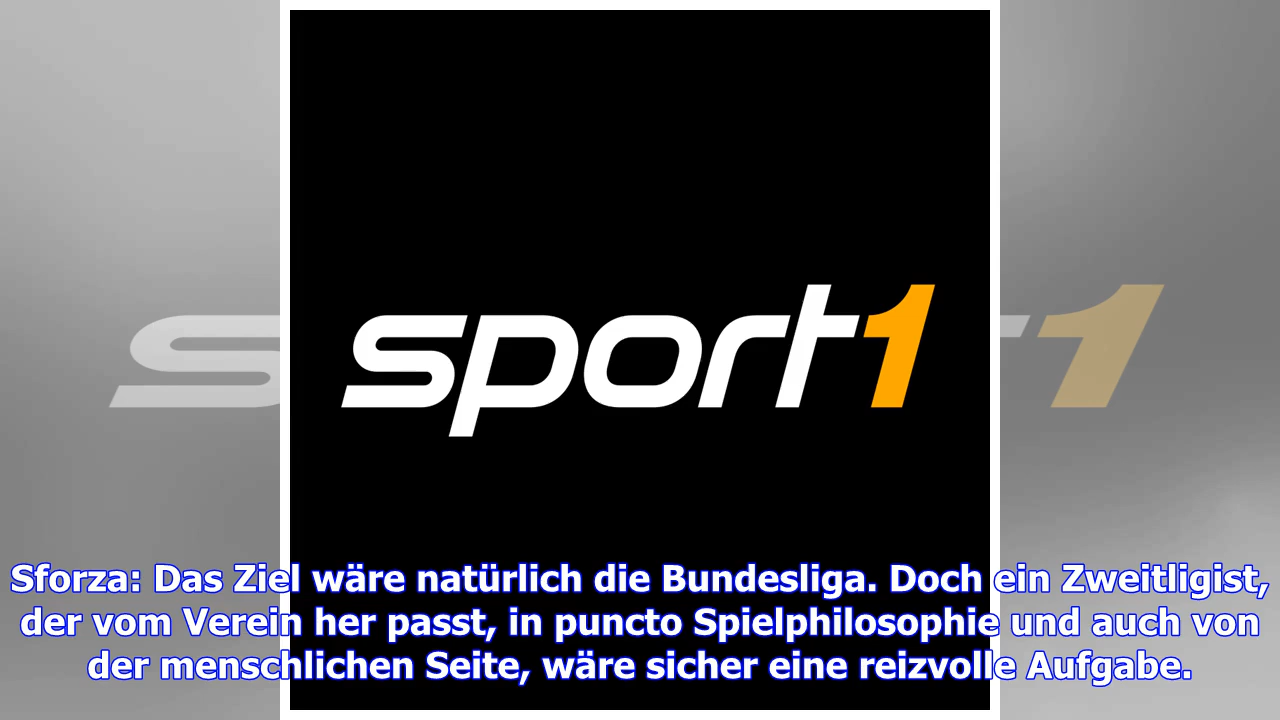 sport1
Sforza: Das Ziel wäre natürlich die Bundesliga. Doch ein Zweitligist,
der vom Verein her passt, in puncto Spielphilosophie und auch von
der menschlichen Seite, wäre sicher eine reizvolle Aufgabe.